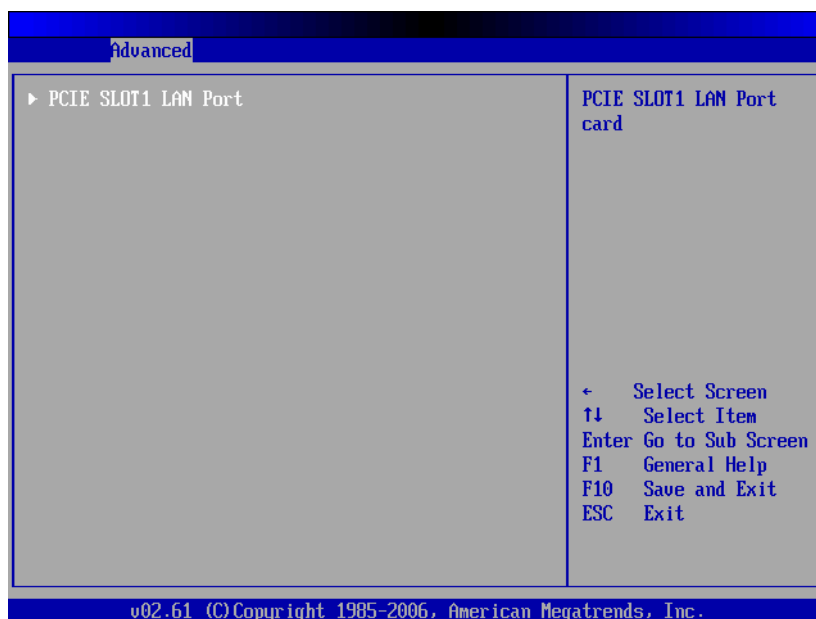 Advanced
▶ PCIE SLOT1 LAN Port
PCIE SLOT1 LAN Port
card
← Select Screen
↑↓ Select Item
Enter Go to Sub Screen
F1 General Help
F10 Save and Exit
ESC Exit
v02.61 (C)Copyright 1985-2006, American Megatrends, Inc.